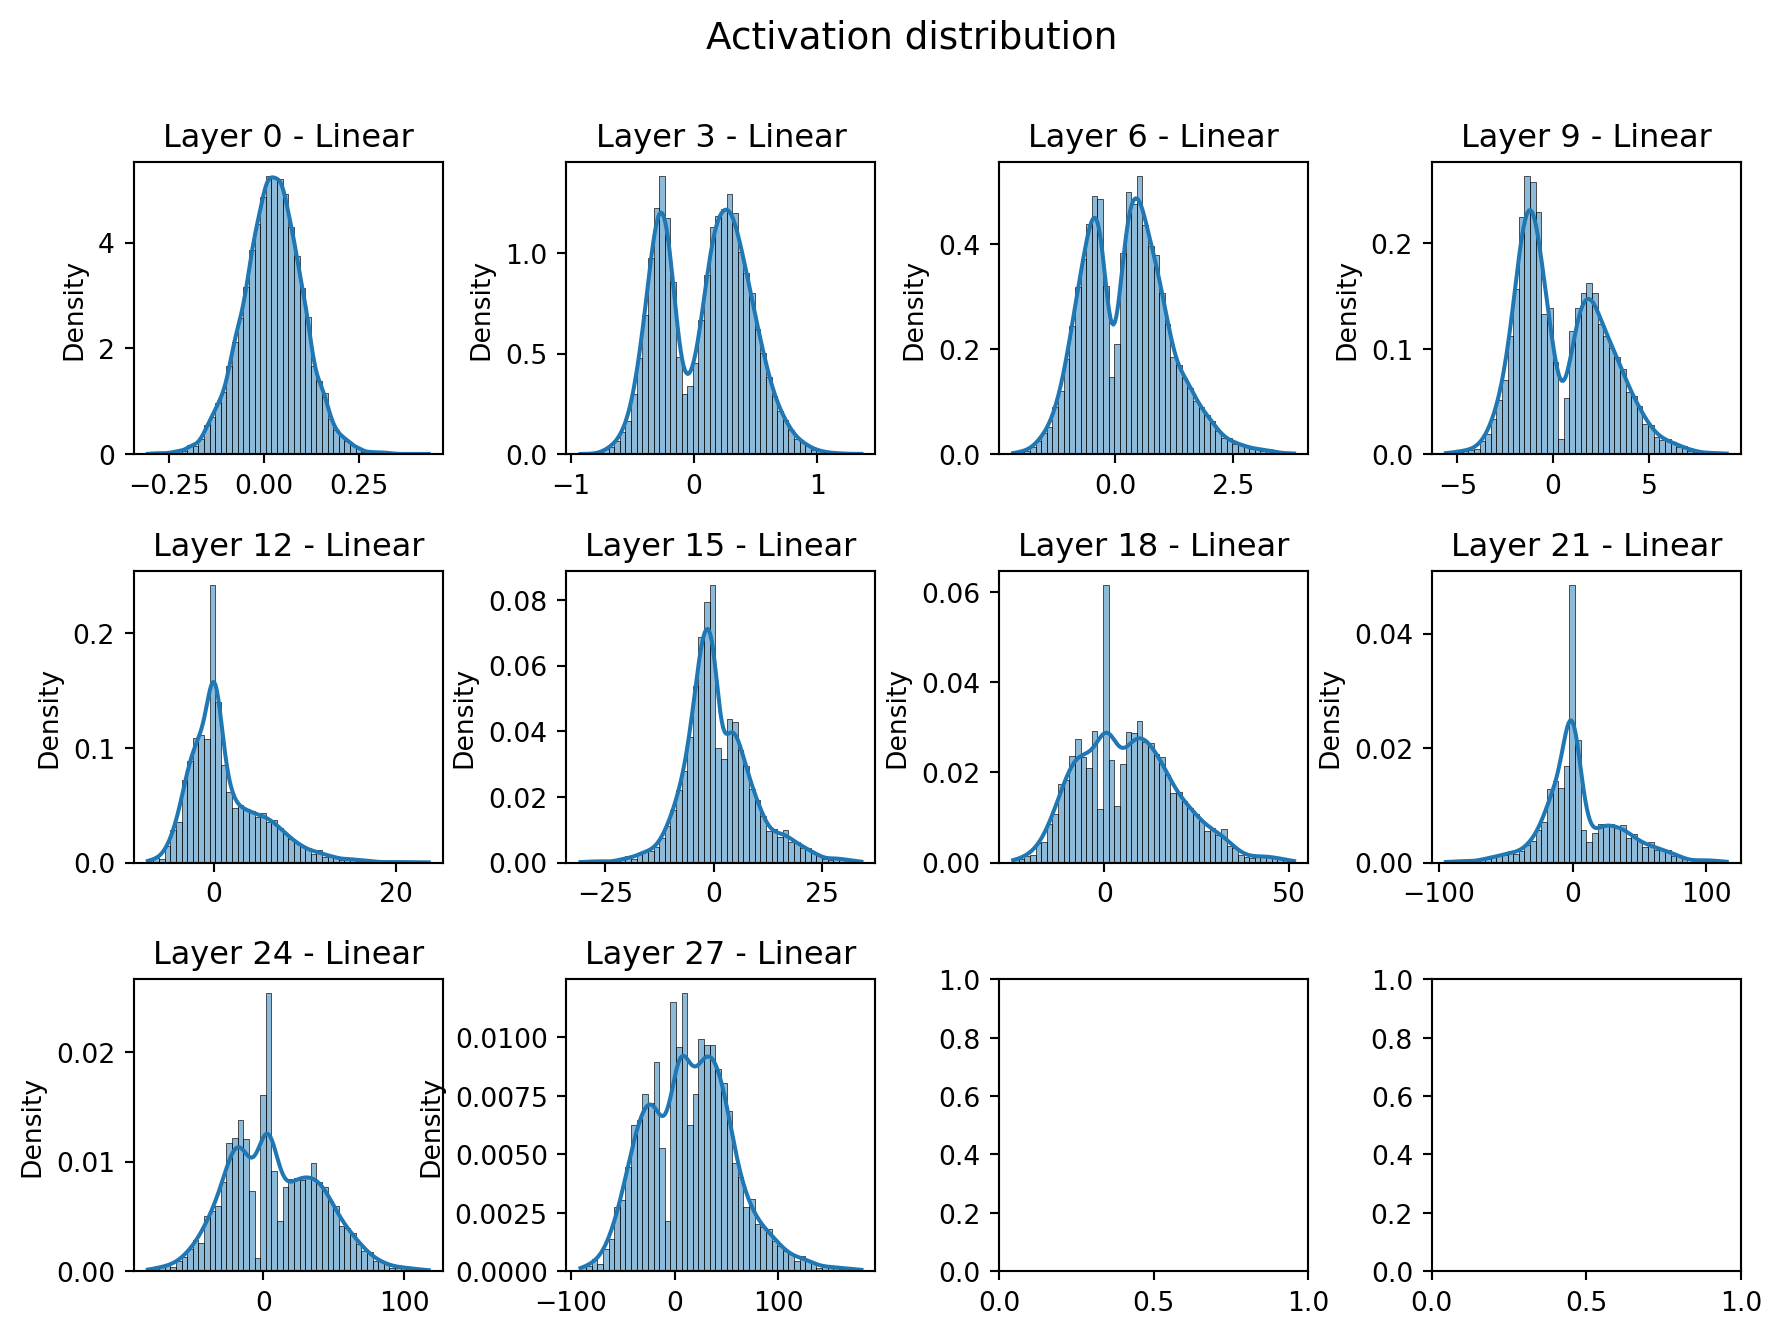 Activation distribution
Layer 0 - Linear
Layer 3 - Linear
Layer 6 - Linear
Layer 9 - Linear
Density
4
2
0
−0.25 0.00 0.25
Density
1.0
0.5
0.0
−1 0 1
Density
0.4
0.2
0.0
0.0 2.5
Density
0.2
0.1
0.0
−5 0 5
Layer 12 - Linear
Layer 15 - Linear
Layer 18 - Linear
Layer 21 - Linear
Density
0.2
0.1
0.0
0 20
Density
0.08
0.06
0.04
0.02
0.00
−25 0 25
Density
0.06
0.04
0.02
0.00
0 50
Density
0.04
0.02
0.00
−100 0 100
Layer 24 - Linear
Layer 27 - Linear
Density
0.02
0.01
0.00
0 100
Density
0.0100
0.0075
0.0050
0.0025
0.0000
−100 0 100
1.0
0.8
0.6
0.4
0.2
0.0
0.0 0.5 1.0
1.0
0.8
0.6
0.4
0.2
0.0
0.0 0.5 1.0